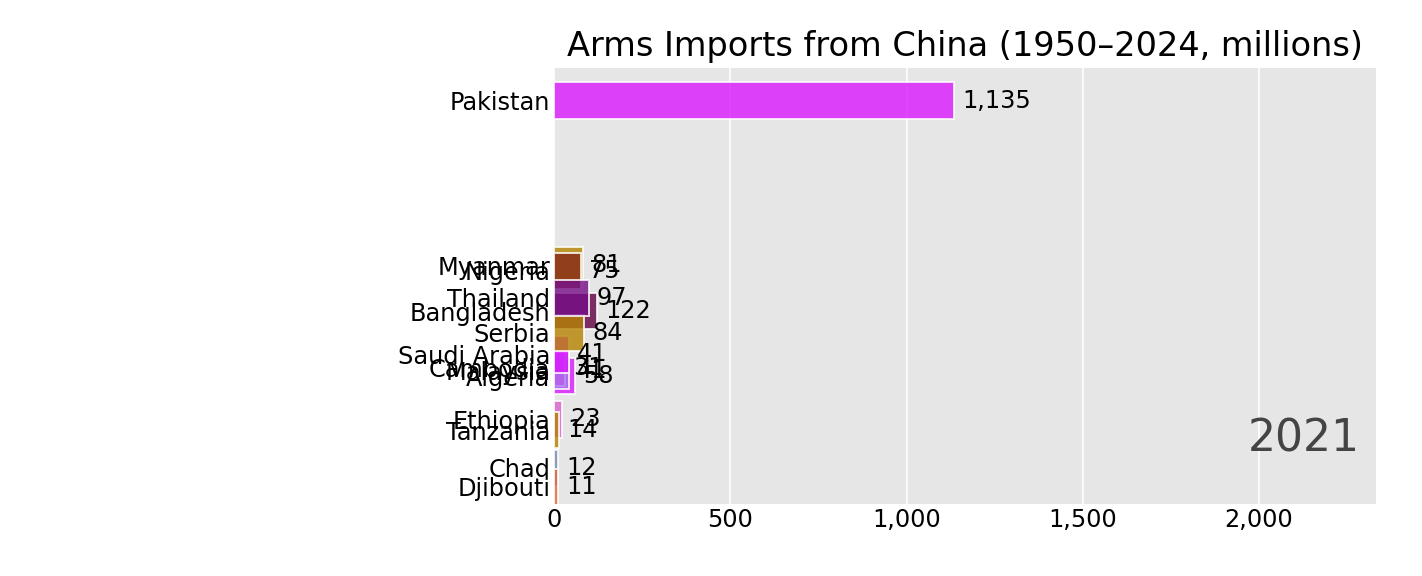 Arms Imports from China (1950–2024, millions)
Pakistan 1,135
Myanmar 81
Nigeria 75
Thailand 97
Bangladesh 122
Serbia 84
Saudi Arabia 41
Cambodia
Malaysia
Algeria 58
Ethiopia 23
Tanzania 14
Chad 12
Djibouti 11
2021
0 500 1,000 1,500 2,000